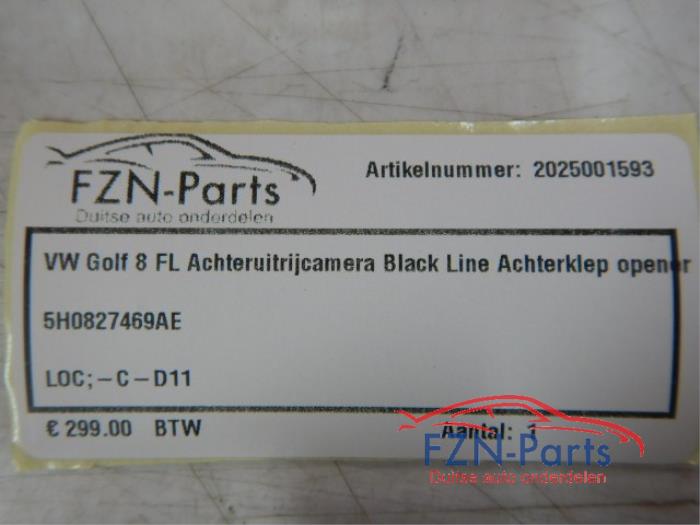 FZN-Parts
Duitse auto onderdelen
Artikelnummer: 2025001593
VW Golf 8 FL Achteruitrijcamera Black Line Achterklep opener
5H0827469AE
LOC;-C-D11
€ 299.00 BTW
Aantal: 1
FZN-Parts
Duitse auto onderdelen